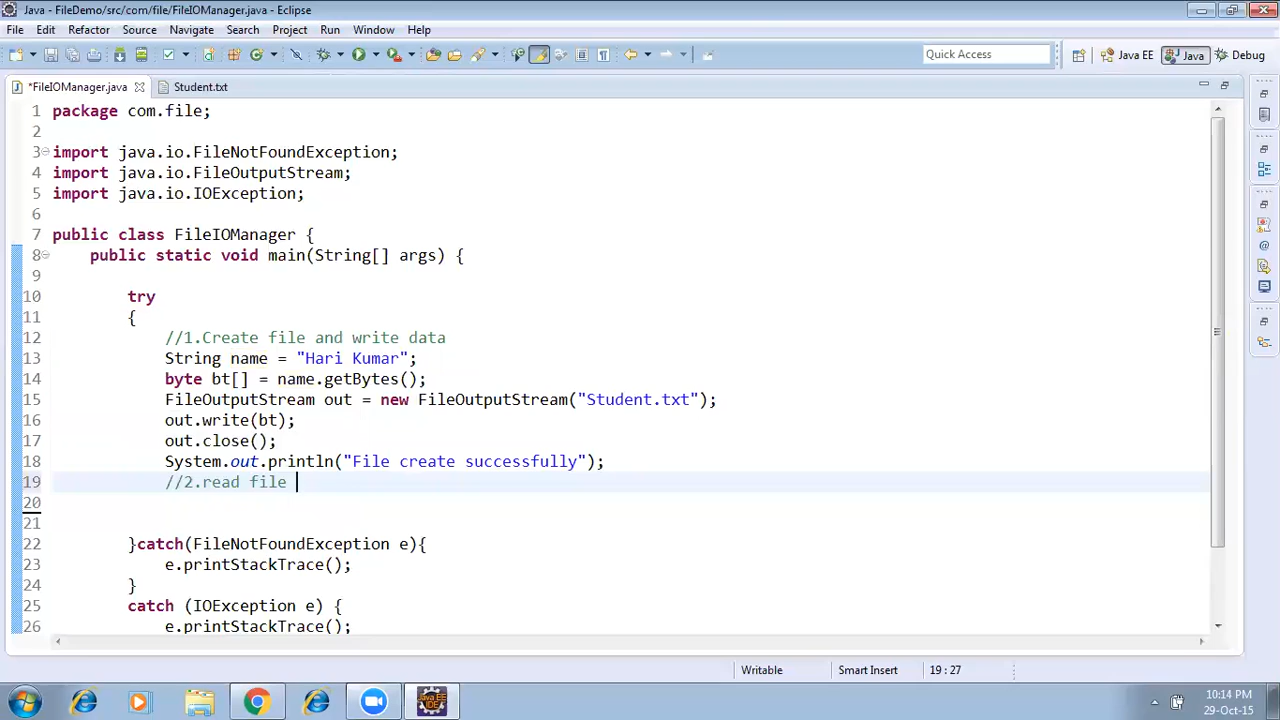 Java - FileDemo/src/com/file/FileIOManager.java - Eclipse
File Edit Refactor Source Navigate Search Project Run Window Help
Quick Access
Java EE
Java
Debug
*FileIOManager.java
Student.txt
1 package com.file;
2
3 import java.io.FileNotFoundException;
4 import java.io.FileOutputStream;
5 import java.io.IOException;
6
7 public class FileIOManager {
8 public static void main(String[] args) {
9
10 try
11 {
12 //1.Create file and write data
13 String name = "Hari Kumar";
14 byte bt[] = name.getBytes();
15 FileOutputStream out = new FileOutputStream("Student.txt");
16 out.write(bt);
17 out.close();
18 System.out.println("File create successfully");
19 //2.read file
20
21
22 }catch(FileNotFoundException e){
23 e.printStackTrace();
24 }
25 catch (IOException e) {
26 e.printStackTrace();
Writable
Smart Insert
19 : 27
Java EE
IDE
10:14 PM
29-Oct-15